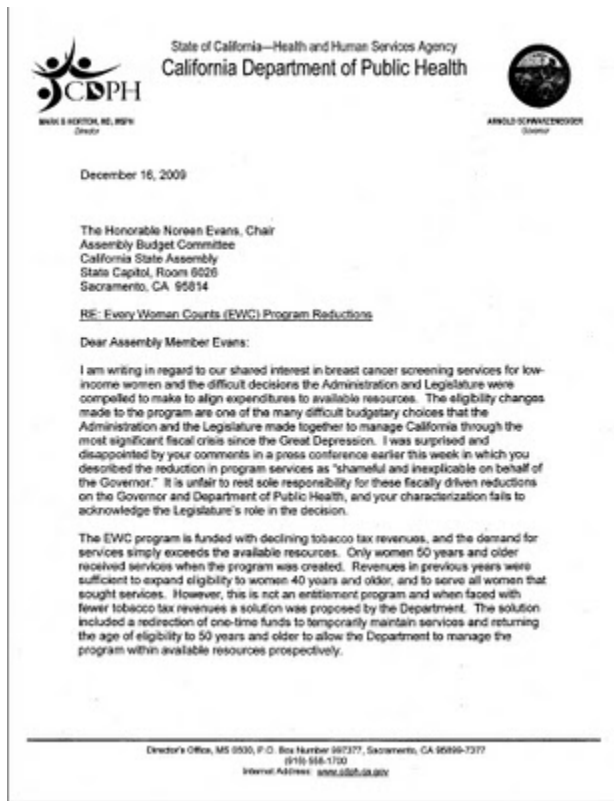 State of California—Health and Human Services Agency
California Department of Public Health
CDPH
MARK B HORTON, MD, MSPH
Director
ARNOLD SCHWARZENEGGER
Governor
December 16, 2009
The Honorable Noreen Evans, Chair
Assembly Budget Committee
California State Assembly
State Capitol, Room 6026
Sacramento, CA 95814
RE: Every Woman Counts (EWC) Program Reductions
Dear Assembly Member Evans:
I am writing in regard to our shared interest in breast cancer screening services for low-
income women and the difficult decisions the Administration and Legislature were
compelled to make to align expenditures to available resources. The eligibility changes
made to the program are one of the many difficult budgetary choices that the
Administration and the Legislature made together to manage California through the
most significant fiscal crisis since the Great Depression. I was surprised and
disappointed by your comments in a press conference earlier this week in which you
described the reduction in program services as "shameful and inexplicable on behalf of
the Governor." It is unfair to rest sole responsibility for these fiscally driven reductions
on the Governor and Department of Public Health, and your characterization fails to
acknowledge the Legislature's role in the decision.
The EWC program is funded with declining tobacco tax revenues, and the demand for
services simply exceeds the available resources. Only women 50 years and older
received services when the program was created. Revenues in previous years were
sufficient to expand eligibility to women 40 years and older, and to serve all women that
sought services. However, this is not an entitlement program and when faced with
fewer tobacco tax revenues a solution was proposed by the Department. The solution
included a redirection of one-time funds to temporarily maintain services and returning
the age of eligibility to 50 years and older to allow the Department to manage the
program within available resources prospectively.
Director's Office, MS 0500, P.O. Box Number 997377, Sacramento, CA 95899-7377
(916) 558-1700
Internet Address: www.cdph.ca.gov